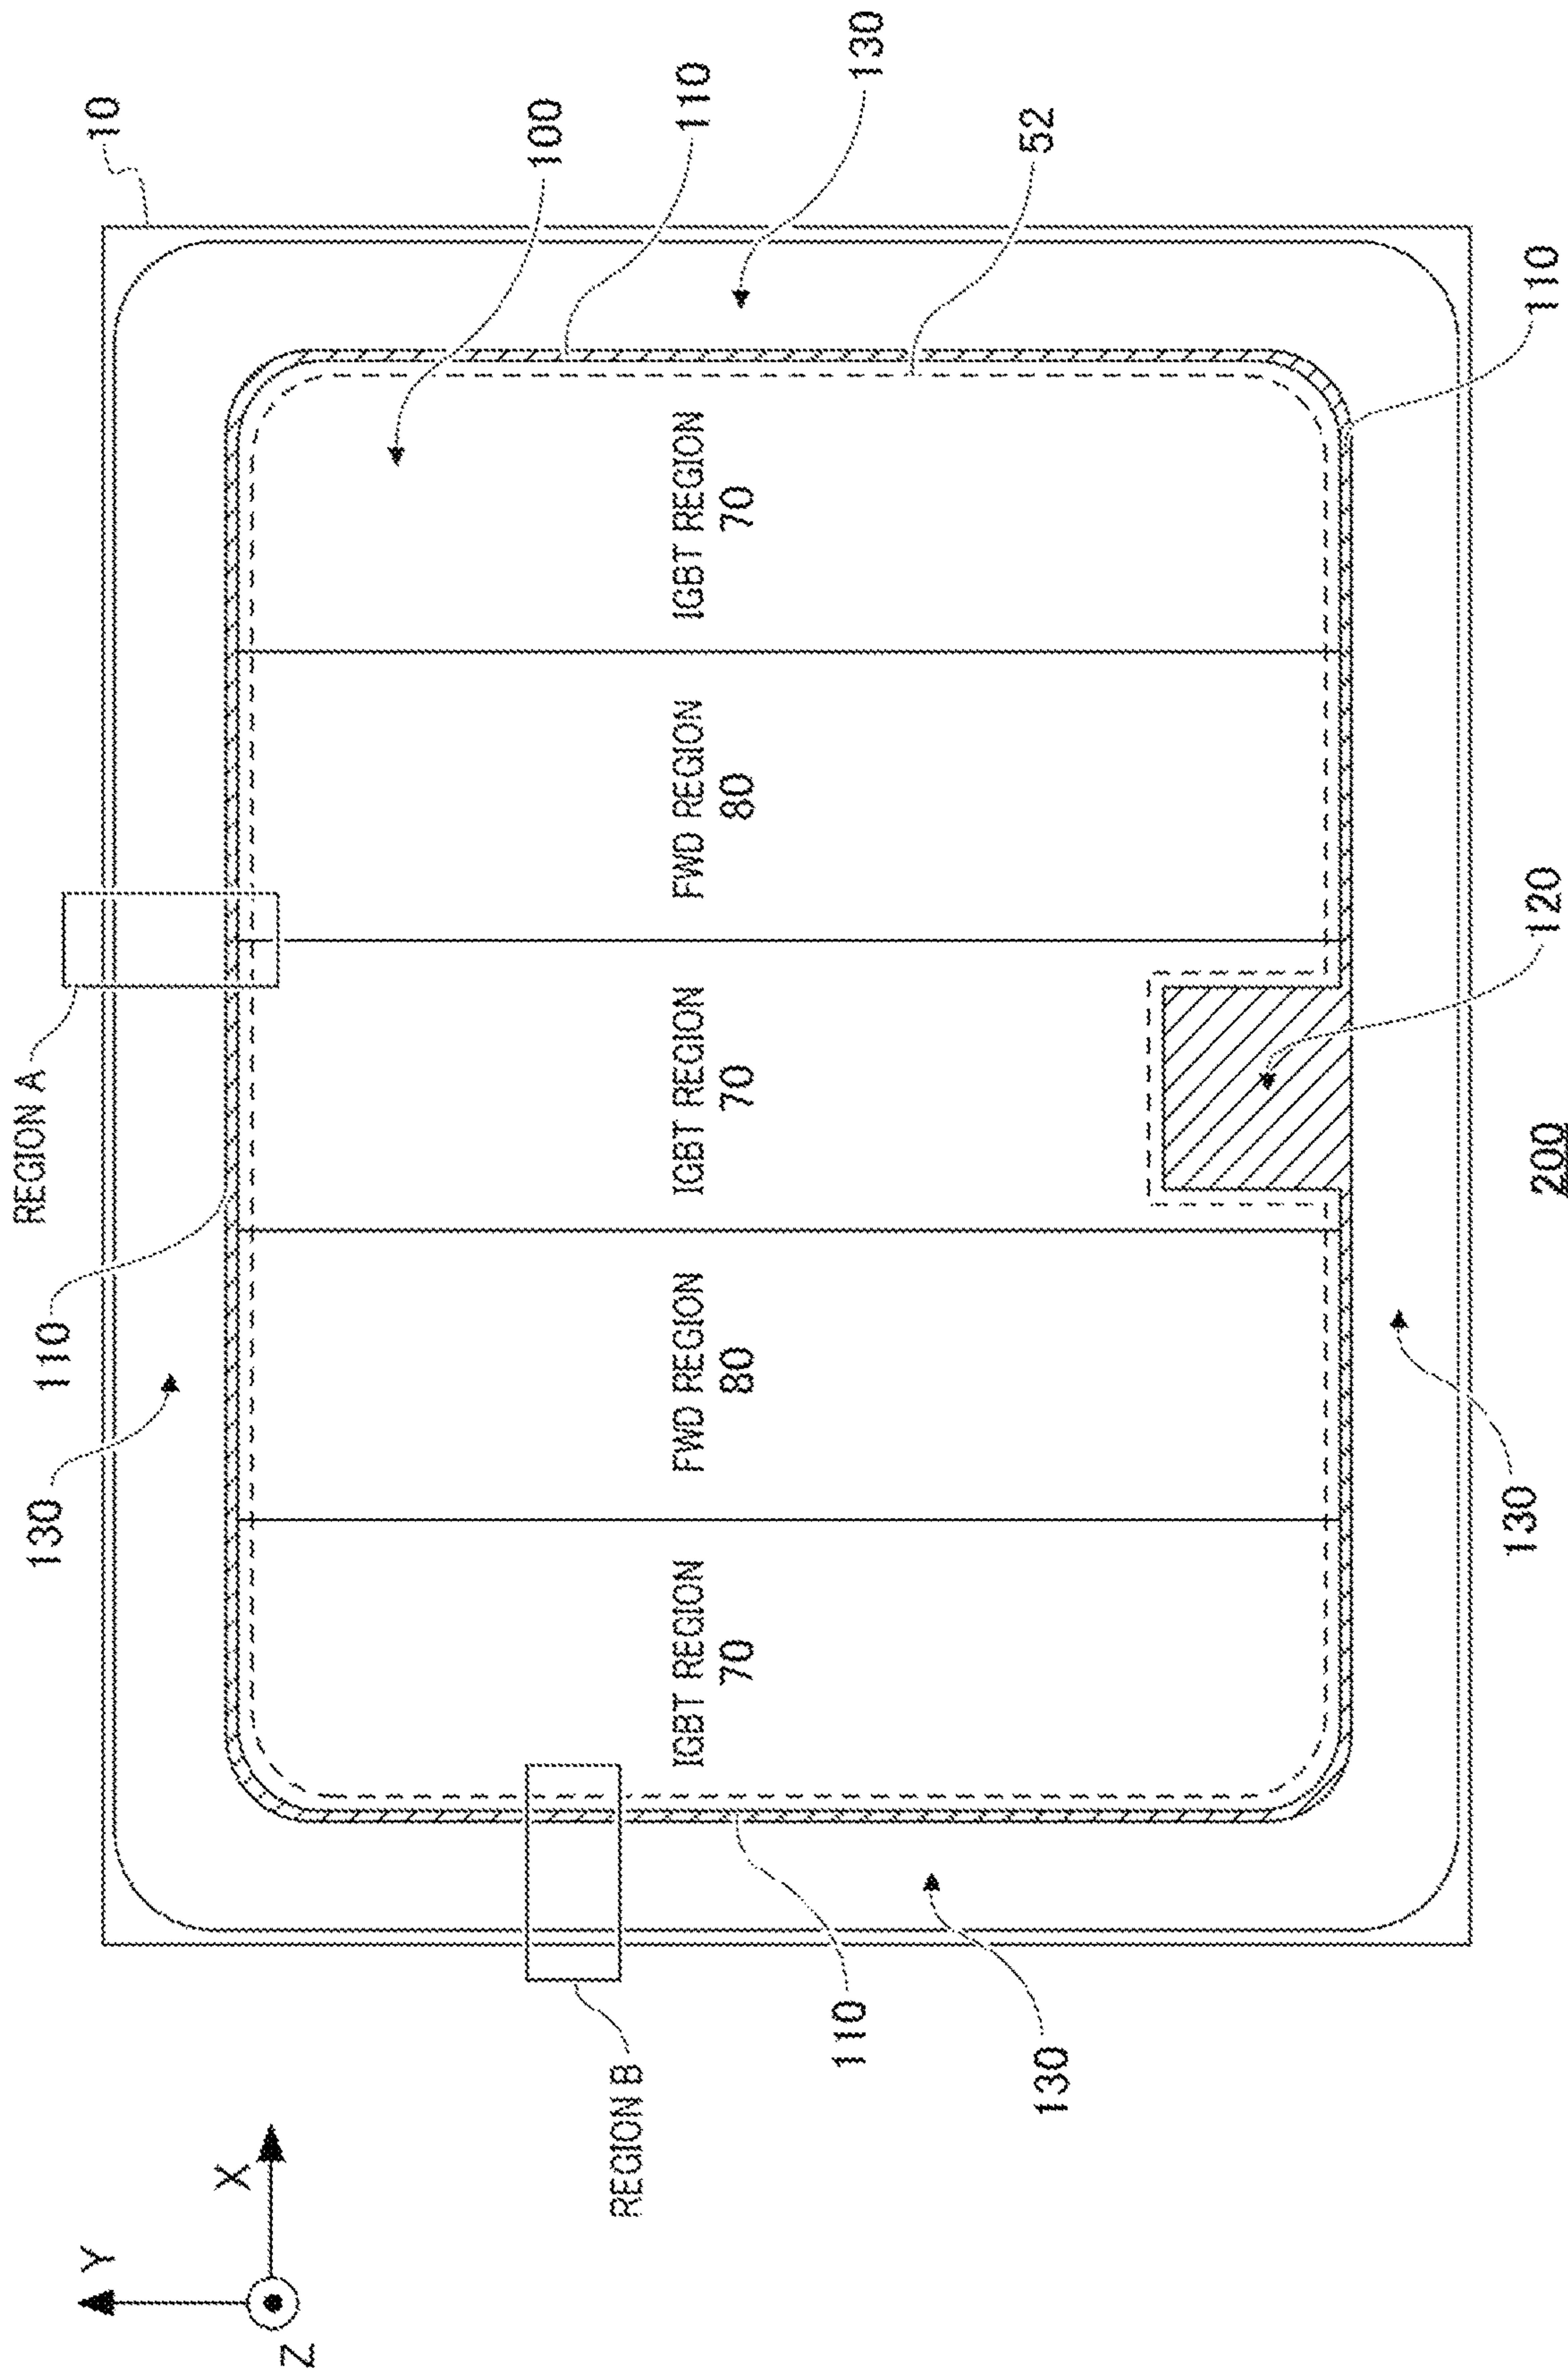 10
100
110
130
52
REGION A
110
130
IGBT REGION
70
FWD REGION
80
IGBT REGION
70
FWD REGION
80
IGBT REGION
70
110
120
130
REGION B
110
130
Y
X
Z
200